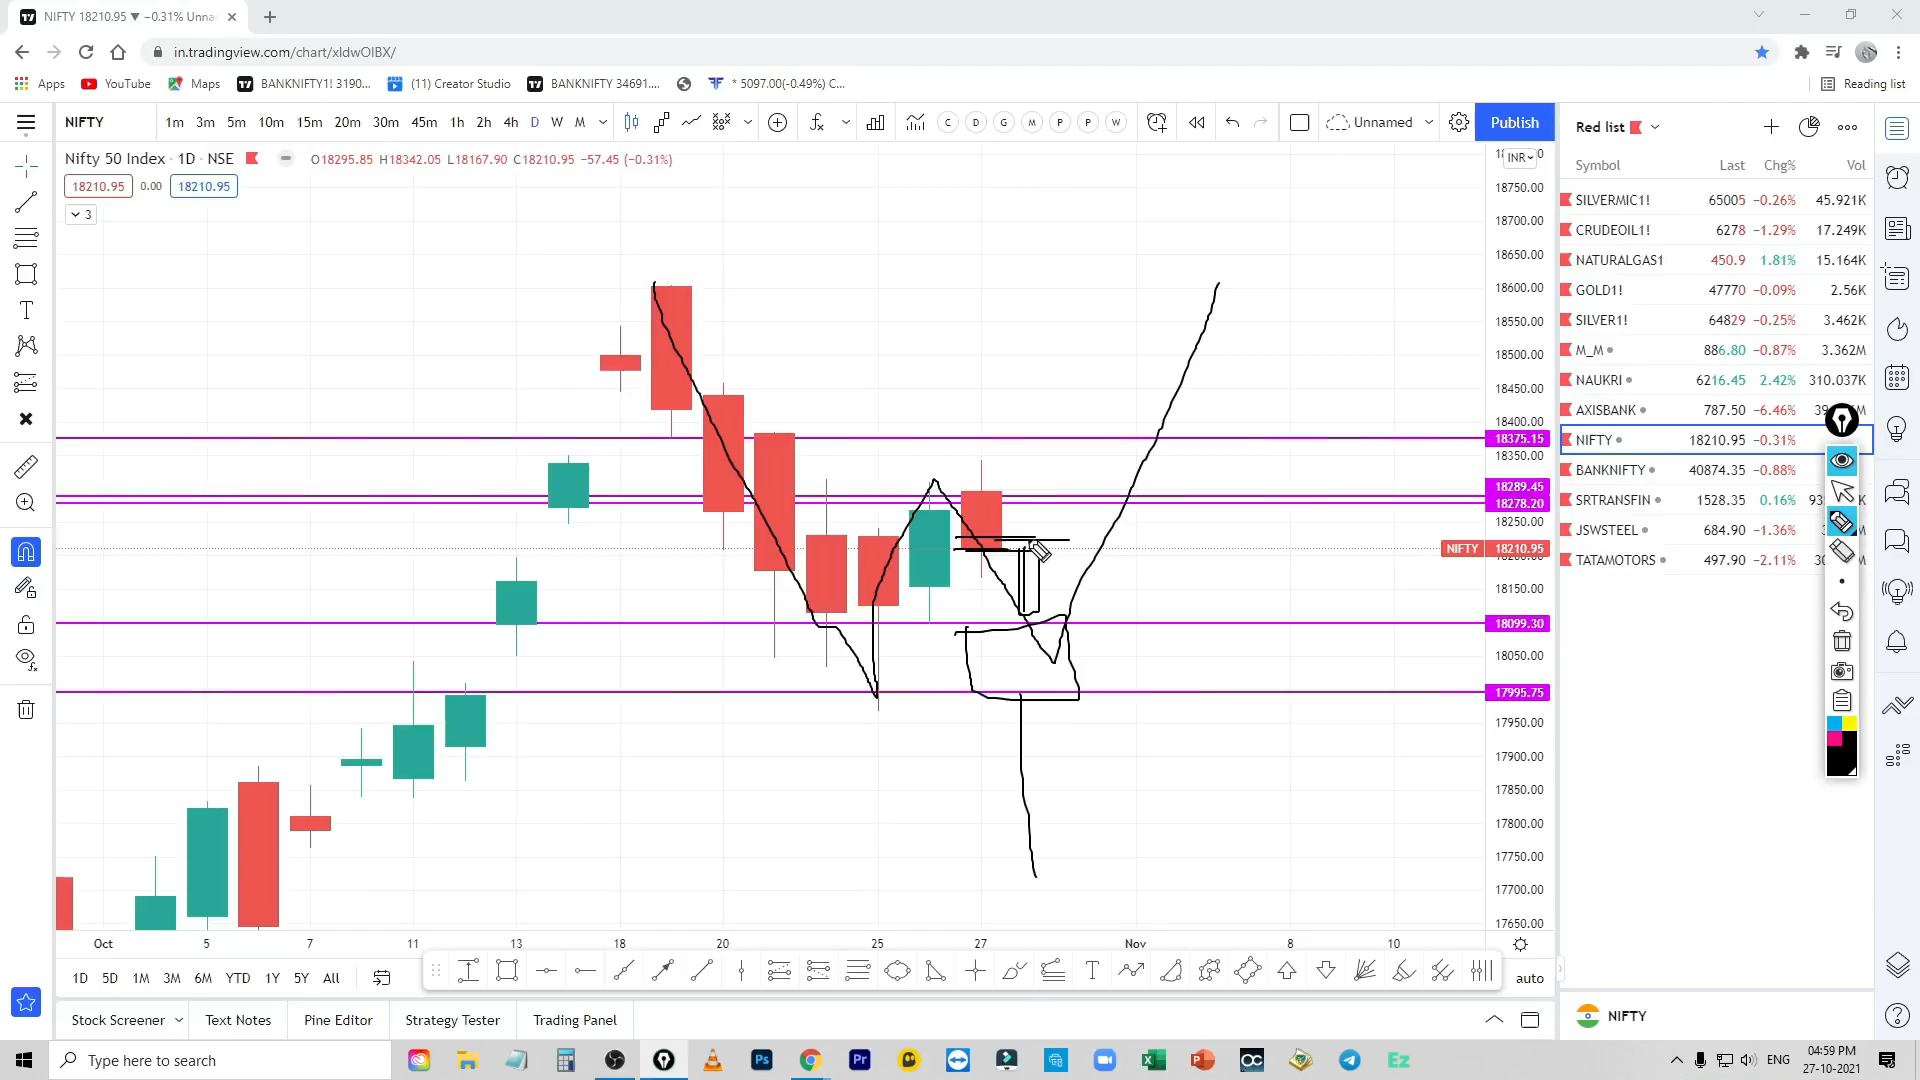 NIFTY 18210.95 ▼ −0.31% Unna
in.tradingview.com/chart/xIdwOIBX/
Apps YouTube Maps BANKNIFTY1! 3190... (11) Creator Studio BANKNIFTY 34691.... * 5097.00(-0.49%) C... Reading list
NIFTY 1m 3m 5m 10m 15m 20m 30m 45m 1h 2h 4h D W M C D G M P P W Unnamed Publish
Nifty 50 Index · 1D · NSE O18295.85 H18342.05 L18167.90 C18210.95 −57.45 (−0.31%)
18210.95 0.00 18210.95
3
INR
18750.00
18700.00
18650.00
18600.00
18550.00
18500.00
18450.00
18400.00
18375.15
18350.00
18289.45
18278.20
18250.00
NIFTY 18210.95
18150.00
18099.30
18050.00
17995.75
17950.00
17900.00
17850.00
17800.00
17750.00
17700.00
17650.00
Oct 5 7 11 13 18 20 25 27 Nov 8 10
1D 5D 1M 3M 6M YTD 1Y 5Y All auto
Stock Screener Text Notes Pine Editor Strategy Tester Trading Panel
Red list
Symbol Last Chg% Vol
SILVERMIC1! 65005 −0.26% 45.921K
CRUDEOIL1! 6278 −1.29% 17.249K
NATURALGAS1 450.9 1.81% 15.164K
GOLD1! 47770 −0.09% 2.56K
SILVER1! 64829 −0.25% 3.462K
M_M 886.80 −0.87% 3.362M
NAUKRI 6216.45 2.42% 310.037K
AXISBANK 787.50 −6.46%
NIFTY 18210.95 −0.31%
BANKNIFTY 40874.35 −0.88%
SRTRANSFIN 1528.35 0.16%
JSWSTEEL 684.90 −1.36%
TATAMOTORS 497.90 −2.11%
NIFTY
Type here to search
Ps Pr Ez
ENG 04:59 PM
27-10-2021